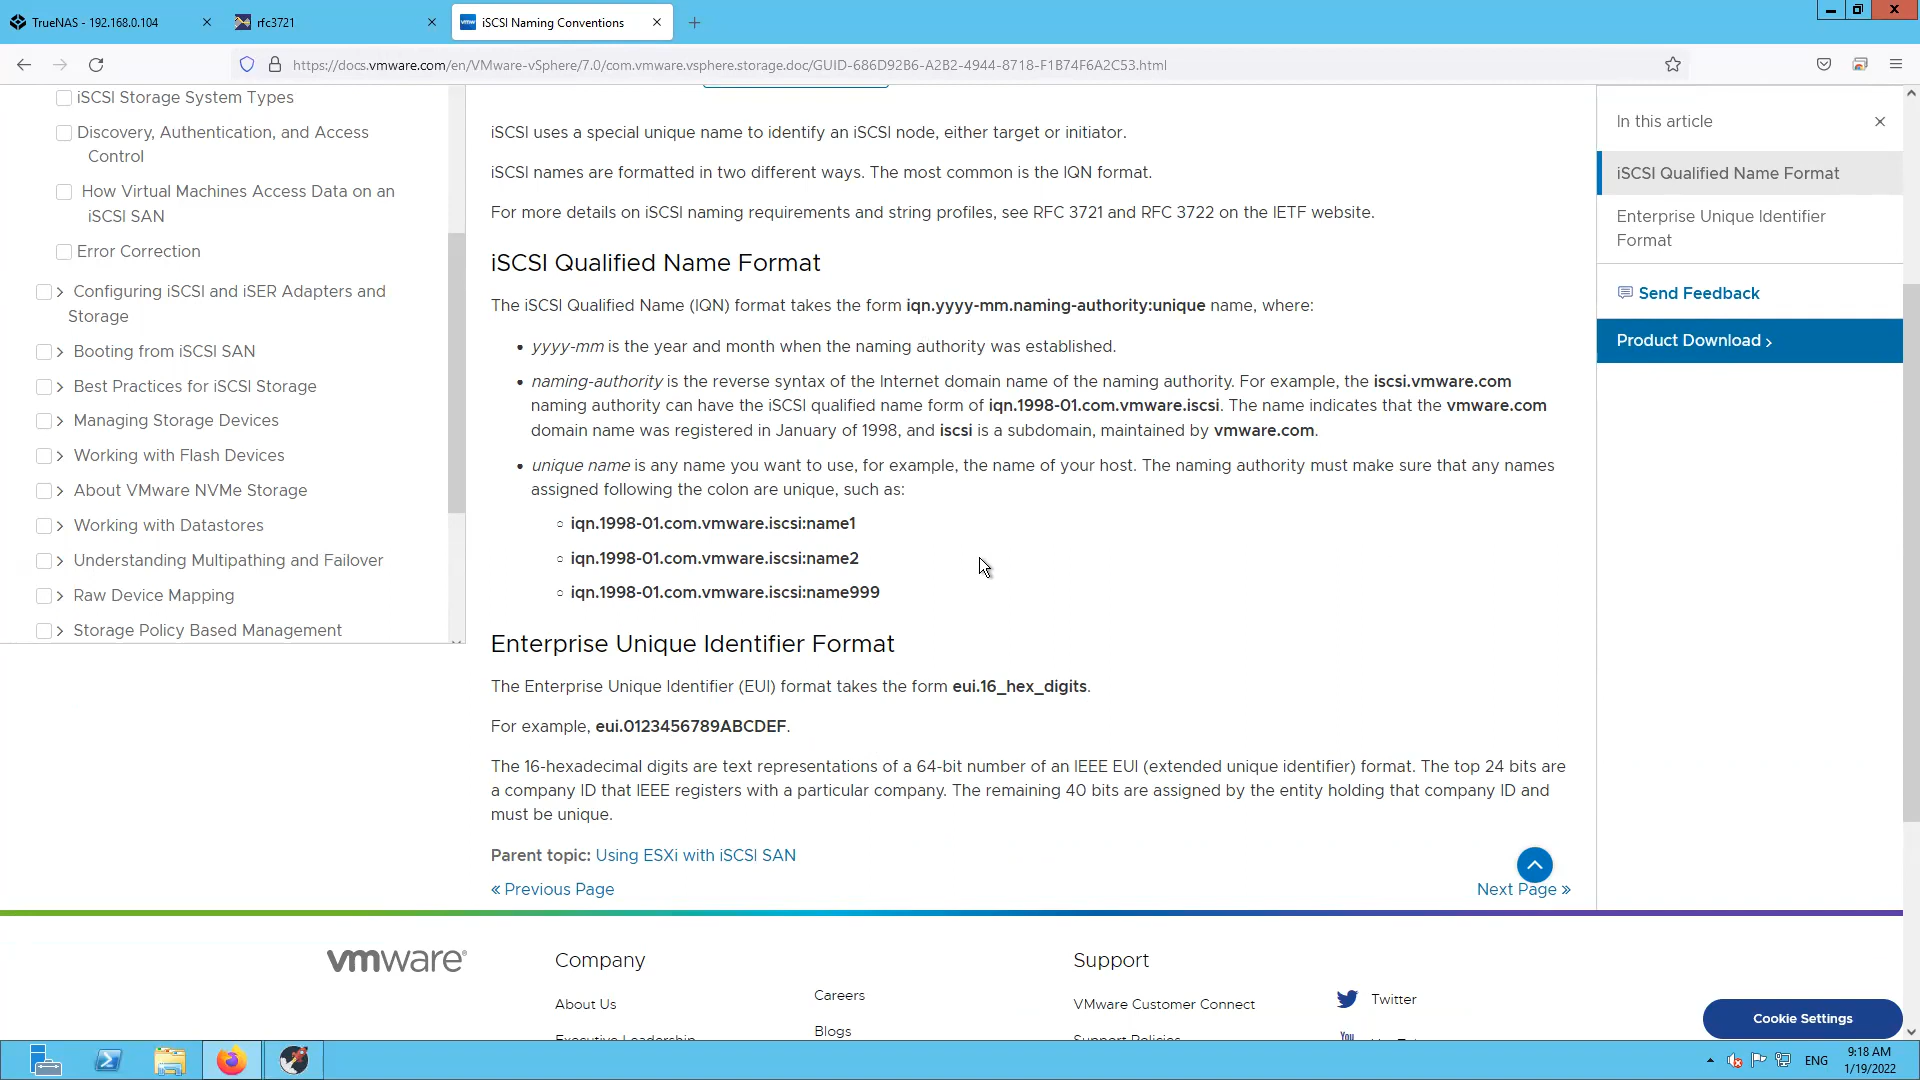 TrueNAS - 192.168.0.104
rfc3721
vmw
iSCSI Naming Conventions
https://docs.vmware.com/en/VMware-vSphere/7.0/com.vmware.vsphere.storage.doc/GUID-686D92B6-A2B2-4944-8718-F1B74F6A2C53.html
iSCSI Storage System Types
Discovery, Authentication, and Access
Control
How Virtual Machines Access Data on an
iSCSI SAN
Error Correction
Configuring iSCSI and iSER Adapters and
Storage
Booting from iSCSI SAN
Best Practices for iSCSI Storage
Managing Storage Devices
Working with Flash Devices
About VMware NVMe Storage
Working with Datastores
Understanding Multipathing and Failover
Raw Device Mapping
Storage Policy Based Management
iSCSI uses a special unique name to identify an iSCSI node, either target or initiator.
iSCSI names are formatted in two different ways. The most common is the IQN format.
For more details on iSCSI naming requirements and string profiles, see RFC 3721 and RFC 3722 on the IETF website.
iSCSI Qualified Name Format
The iSCSI Qualified Name (IQN) format takes the form iqn.yyyy-mm.naming-authority:unique name, where:
• yyyy-mm is the year and month when the naming authority was established.
• naming-authority is the reverse syntax of the Internet domain name of the naming authority. For example, the iscsi.vmware.com
naming authority can have the iSCSI qualified name form of iqn.1998-01.com.vmware.iscsi. The name indicates that the vmware.com
domain name was registered in January of 1998, and iscsi is a subdomain, maintained by vmware.com.
• unique name is any name you want to use, for example, the name of your host. The naming authority must make sure that any names
assigned following the colon are unique, such as:
○ iqn.1998-01.com.vmware.iscsi:name1
○ iqn.1998-01.com.vmware.iscsi:name2
○ iqn.1998-01.com.vmware.iscsi:name999
Enterprise Unique Identifier Format
The Enterprise Unique Identifier (EUI) format takes the form eui.16_hex_digits.
For example, eui.0123456789ABCDEF.
The 16-hexadecimal digits are text representations of a 64-bit number of an IEEE EUI (extended unique identifier) format. The top 24 bits are
a company ID that IEEE registers with a particular company. The remaining 40 bits are assigned by the entity holding that company ID and
must be unique.
Parent topic: Using ESXi with iSCSI SAN
« Previous Page
Next Page »
In this article
iSCSI Qualified Name Format
Enterprise Unique Identifier
Format
Send Feedback
Product Download ›
vmware®
Company
About Us
Executive Leadership
Careers
Blogs
Support
VMware Customer Connect
Support Policies
Twitter
You
Cookie Settings
ENG
9:18 AM
1/19/2022